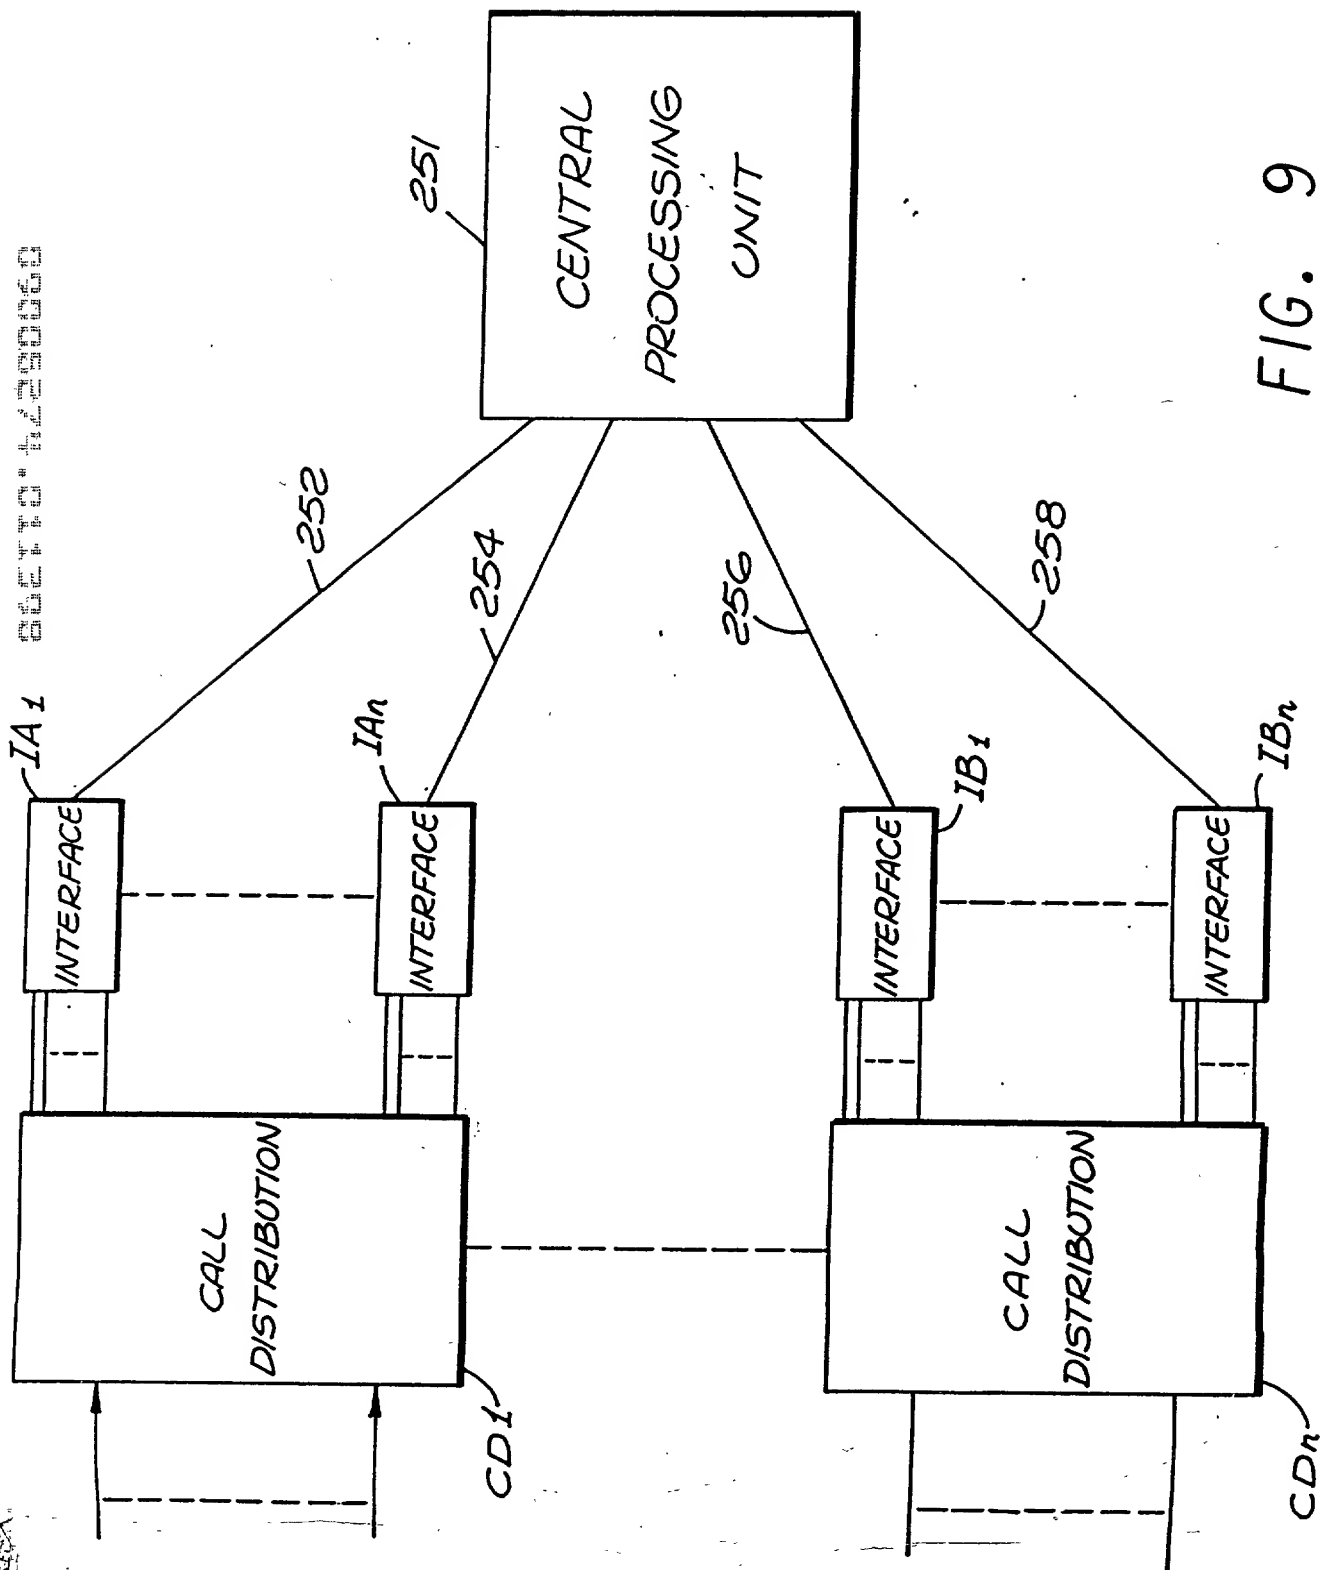 IA1
INTERFACE
252
251
CENTRAL
PROCESSING
UNIT
CALL
DISTRIBUTION
CD1
IAn
INTERFACE
254
256
INTERFACE
IB1
258
CALL
DISTRIBUTION
CDn
INTERFACE
IBn
FIG. 9